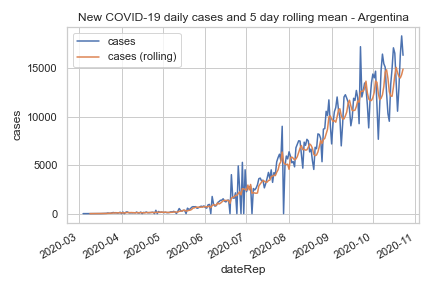 New COVID-19 daily cases and 5 day rolling mean - Argentina
cases
cases (rolling)
15000
10000
5000
0
cases
2020-03
2020-04
2020-05
2020-06
2020-07
2020-08
2020-09
2020-10
2020-11
dateRep